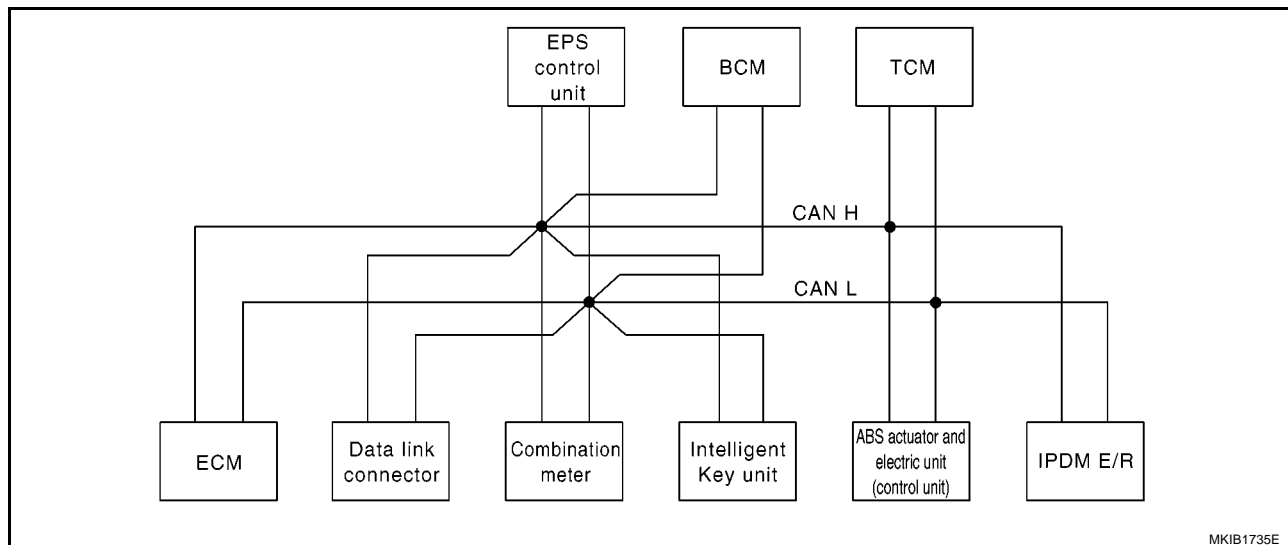 EPS
control
unit
BCM
TCM
CAN H
CAN L
ECM
Data link
connector
Combination
meter
Intelligent
Key unit
ABS actuator and
electric unit
(control unit)
IPDM E/R
MKIB1735E